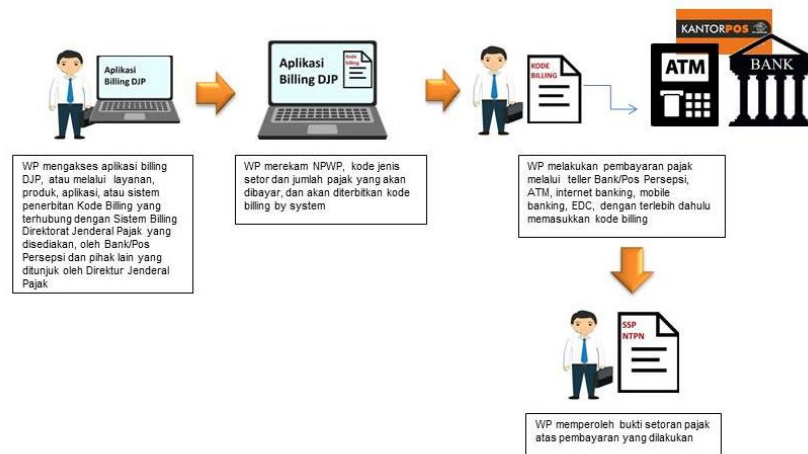 Aplikasi
Billing DJP
Aplikasi
Billing DJP
Kode
Billing
KODE
BILLING
KANTORPOS
ATM
BANK
WP mengakses aplikasi billing
DJP, atau melalui layanan,
produk, aplikasi, atau sistem
penerbitan Kode Billing yang
terhubung dengan Sistem Billing
Direktorat Jenderal Pajak yang
disediakan, oleh Bank/Pos
Persepsi dan pihak lain yang
ditunjuk oleh Direktur Jenderal
Pajak
WP merekam NPWP, kode jenis
setor dan jumlah pajak yang akan
dibayar, dan akan diterbitkan kode
billing by system
WP melakukan pembayaran pajak
melalui teller Bank/Pos Persepsi,
ATM, internet banking, mobile
banking, EDC, dengan terlebih dahulu
memasukkan kode billing
SSP
NTPN
WP memperoleh bukti setoran pajak
atas pembayaran yang dilakukan